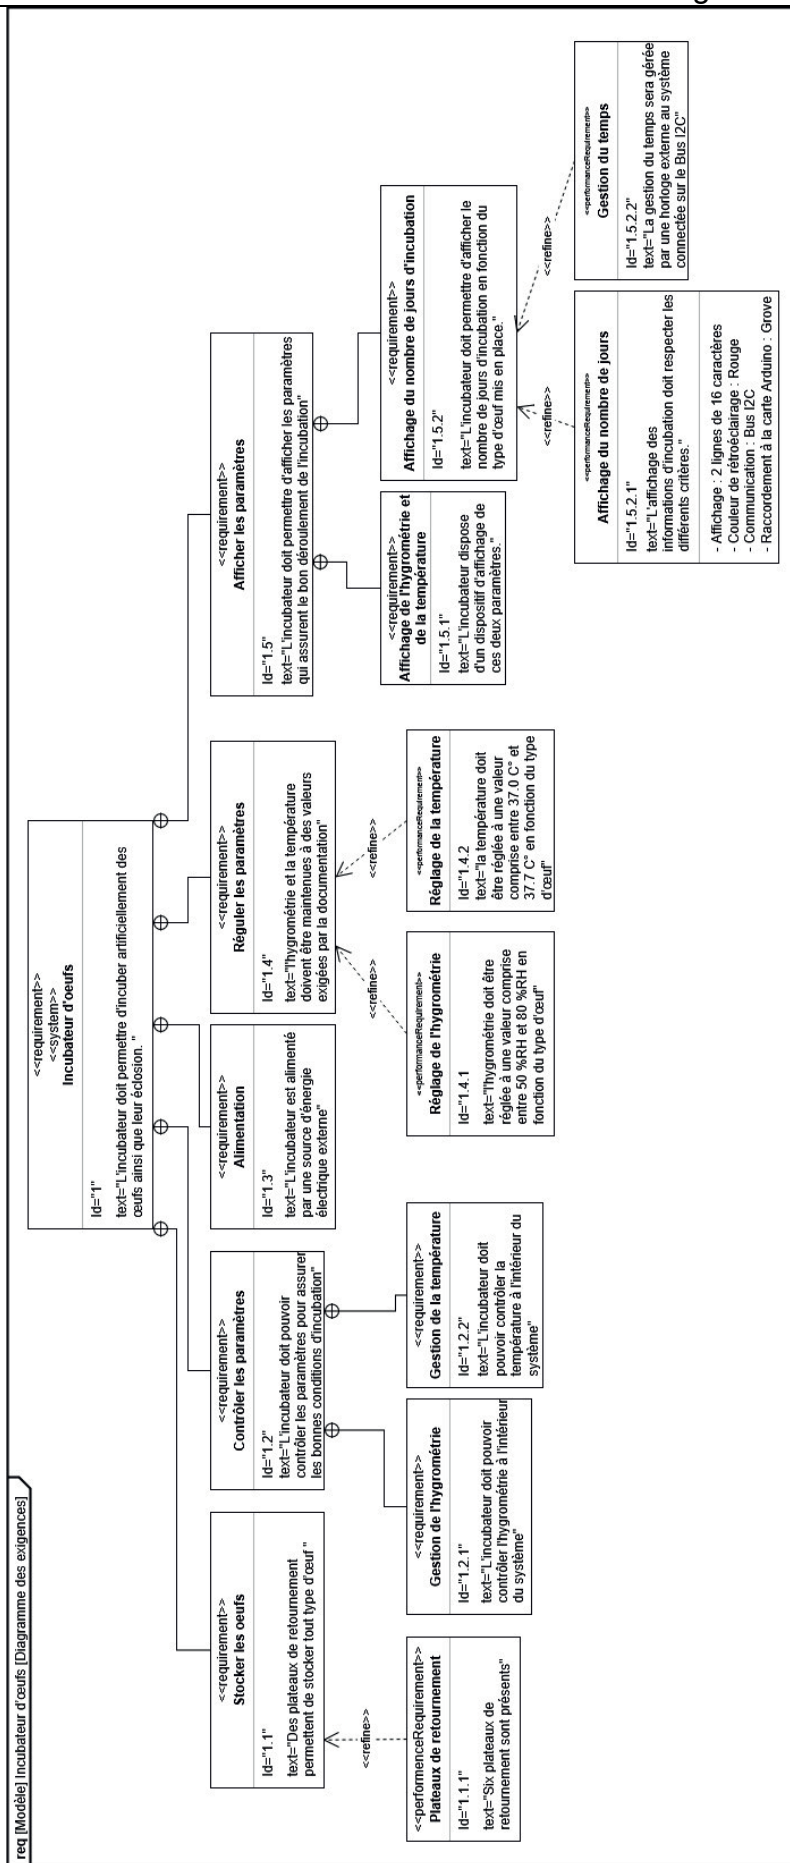 req [Modèle] Incubateur d'œufs [Diagramme des exigences]
<<requirement>>
<<system>>
Incubateur d'oeufs
Id="1"
text="L'incubateur doit permettre d'incuber artificiellement des
œufs ainsi que leur éclosion. "
<<requirement>>
Stocker les oeufs
Id="1.1"
text="Des plateaux de retournement
permettent de stocker tout type d'œuf "
<<requirement>>
Contrôler les paramètres
Id="1.2"
text="L'incubateur doit pouvoir
contrôler les paramètres pour assurer
les bonnes conditions d'incubation"
<<requirement>>
Alimentation
Id="1.3"
text="L'incubateur est alimenté
par une source d'énergie
électrique externe"
<<requirement>>
Réguler les paramètres
Id="1.4"
text="l'hygrométrie et la température
doivent être maintenues à des valeurs
exigées par la documentation"
<<requirement>>
Afficher les paramètres
Id="1.5"
text="L'incubateur doit permettre d'afficher les paramètres
qui assurent le bon déroulement de l'incubation"
<<refine>>
<<performenceRequirement>>
Plateaux de retournement
Id="1.1.1"
text="Six plateaux de
retournement sont présents"
<<requirement>>
Gestion de l'hygrométrie
Id="1.2.1"
text="L'incubateur doit pouvoir
contrôler l'hygrométrie à l'intérieur
du système"
<<requirement>>
Gestion de la température
Id="1.2.2"
text="L'incubateur doit
pouvoir contrôler la
température à l'intérieur du
système"
<<refine>>
<<refine>>
<<performanceRequirement>>
Réglage de l'hygrométrie
Id="1.4.1
text="l'hygrométrie doit être
réglée à une valeur comprise
entre 50 %RH et 80 %RH en
fonction du type d'œuf"
<<performanceRequirement>>
Réglage de la température
Id="1.4.2
text="la température doit
être réglée à une valeur
comprise entre 37.0 C° et
37.7 C° en fonction du type
d'œuf"
<<requirement>>
Affichage de l'hygrométrie et
de la température
Id="1.5.1"
text="L'incubateur dispose
d'un dispositif d'affichage de
ces deux paramètres."
<<requirement>>
Affichage du nombre de jours d'incubation
Id="1.5.2"
text="L'incubateur doit permettre d'afficher le
nombre de jours d'incubation en fonction du
type d'œuf mis en place."
<<refine>>
<<refine>>
<<performanceRequirement>>
Affichage du nombre de jours
Id="1.5.2.1"
text="L'affichage des
informations d'incubation doit respecter les
différents critères."
- Affichage : 2 lignes de 16 caractères
- Couleur de rétroéclairage : Rouge
- Communication : Bus I2C
- Raccordement à la carte Arduino : Grove
<<performanceRequirement>>
Gestion du temps
Id="1.5.2.2"
text="La gestion du temps sera gérée
par une horloge externe au système
connectée sur le Bus I2C"